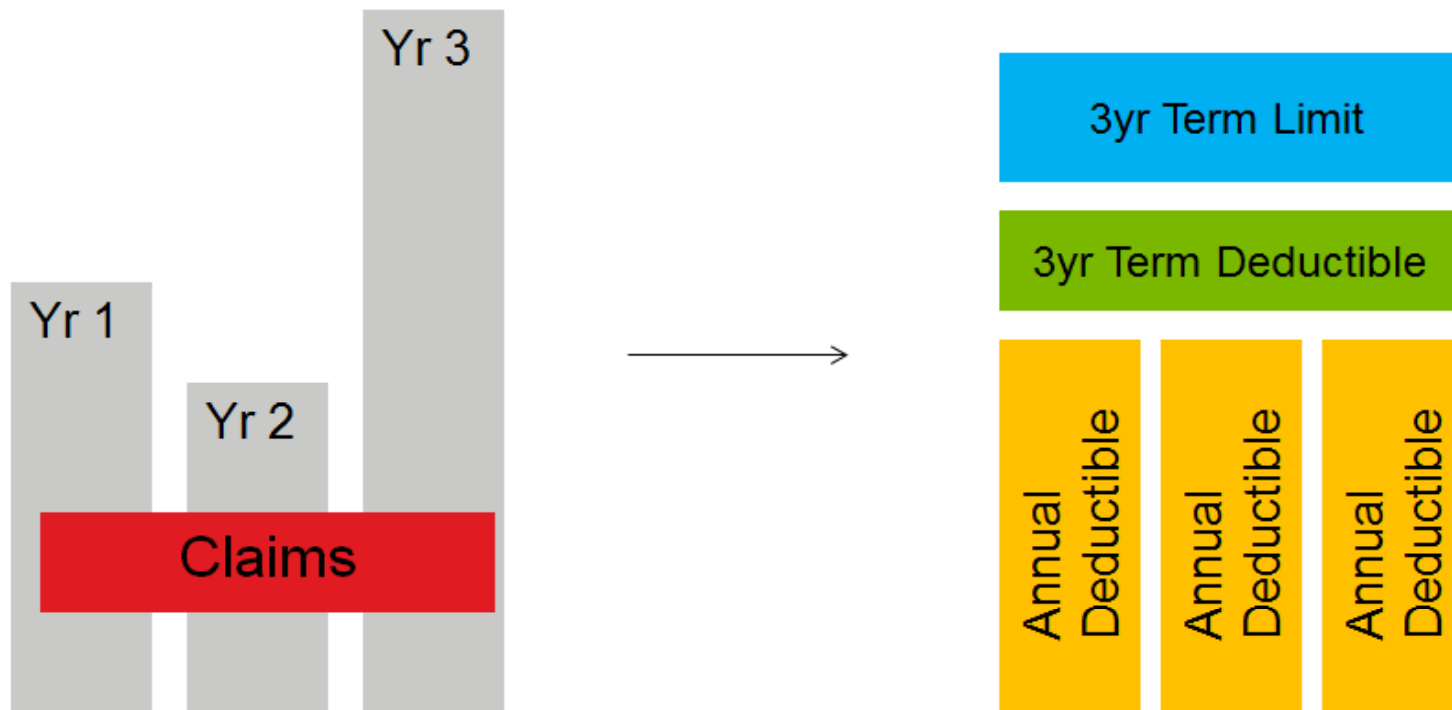 Yr 1
Yr 2
Yr 3
Claims
3yr Term Limit
3yr Term Deductible
Annual
Deductible
Annual
Deductible
Annual
Deductible